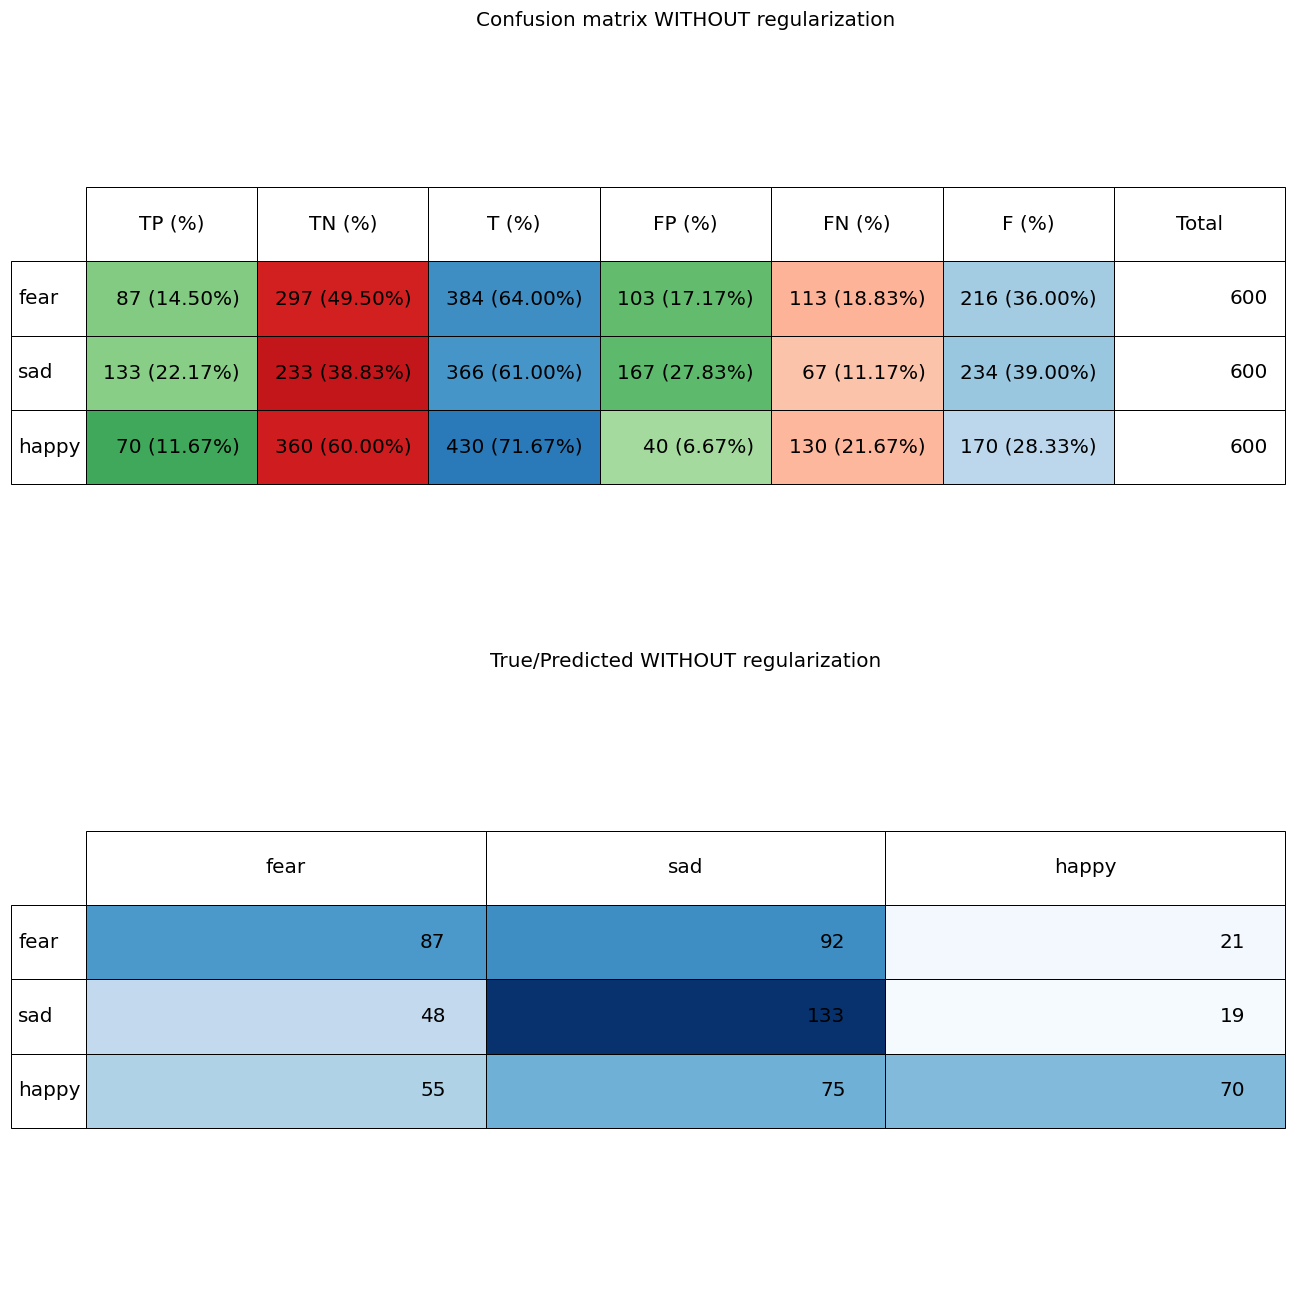 Confusion matrix WITHOUT regularization
TP (%) TN (%) T (%) FP (%) FN (%) F (%) Total
fear 87 (14.50%) 297 (49.50%) 384 (64.00%) 103 (17.17%) 113 (18.83%) 216 (36.00%) 600
sad 133 (22.17%) 233 (38.83%) 366 (61.00%) 167 (27.83%) 67 (11.17%) 234 (39.00%) 600
happy 70 (11.67%) 360 (60.00%) 430 (71.67%) 40 (6.67%) 130 (21.67%) 170 (28.33%) 600
True/Predicted WITHOUT regularization
fear sad happy
fear 87 92 21
sad 48 133 19
happy 55 75 70